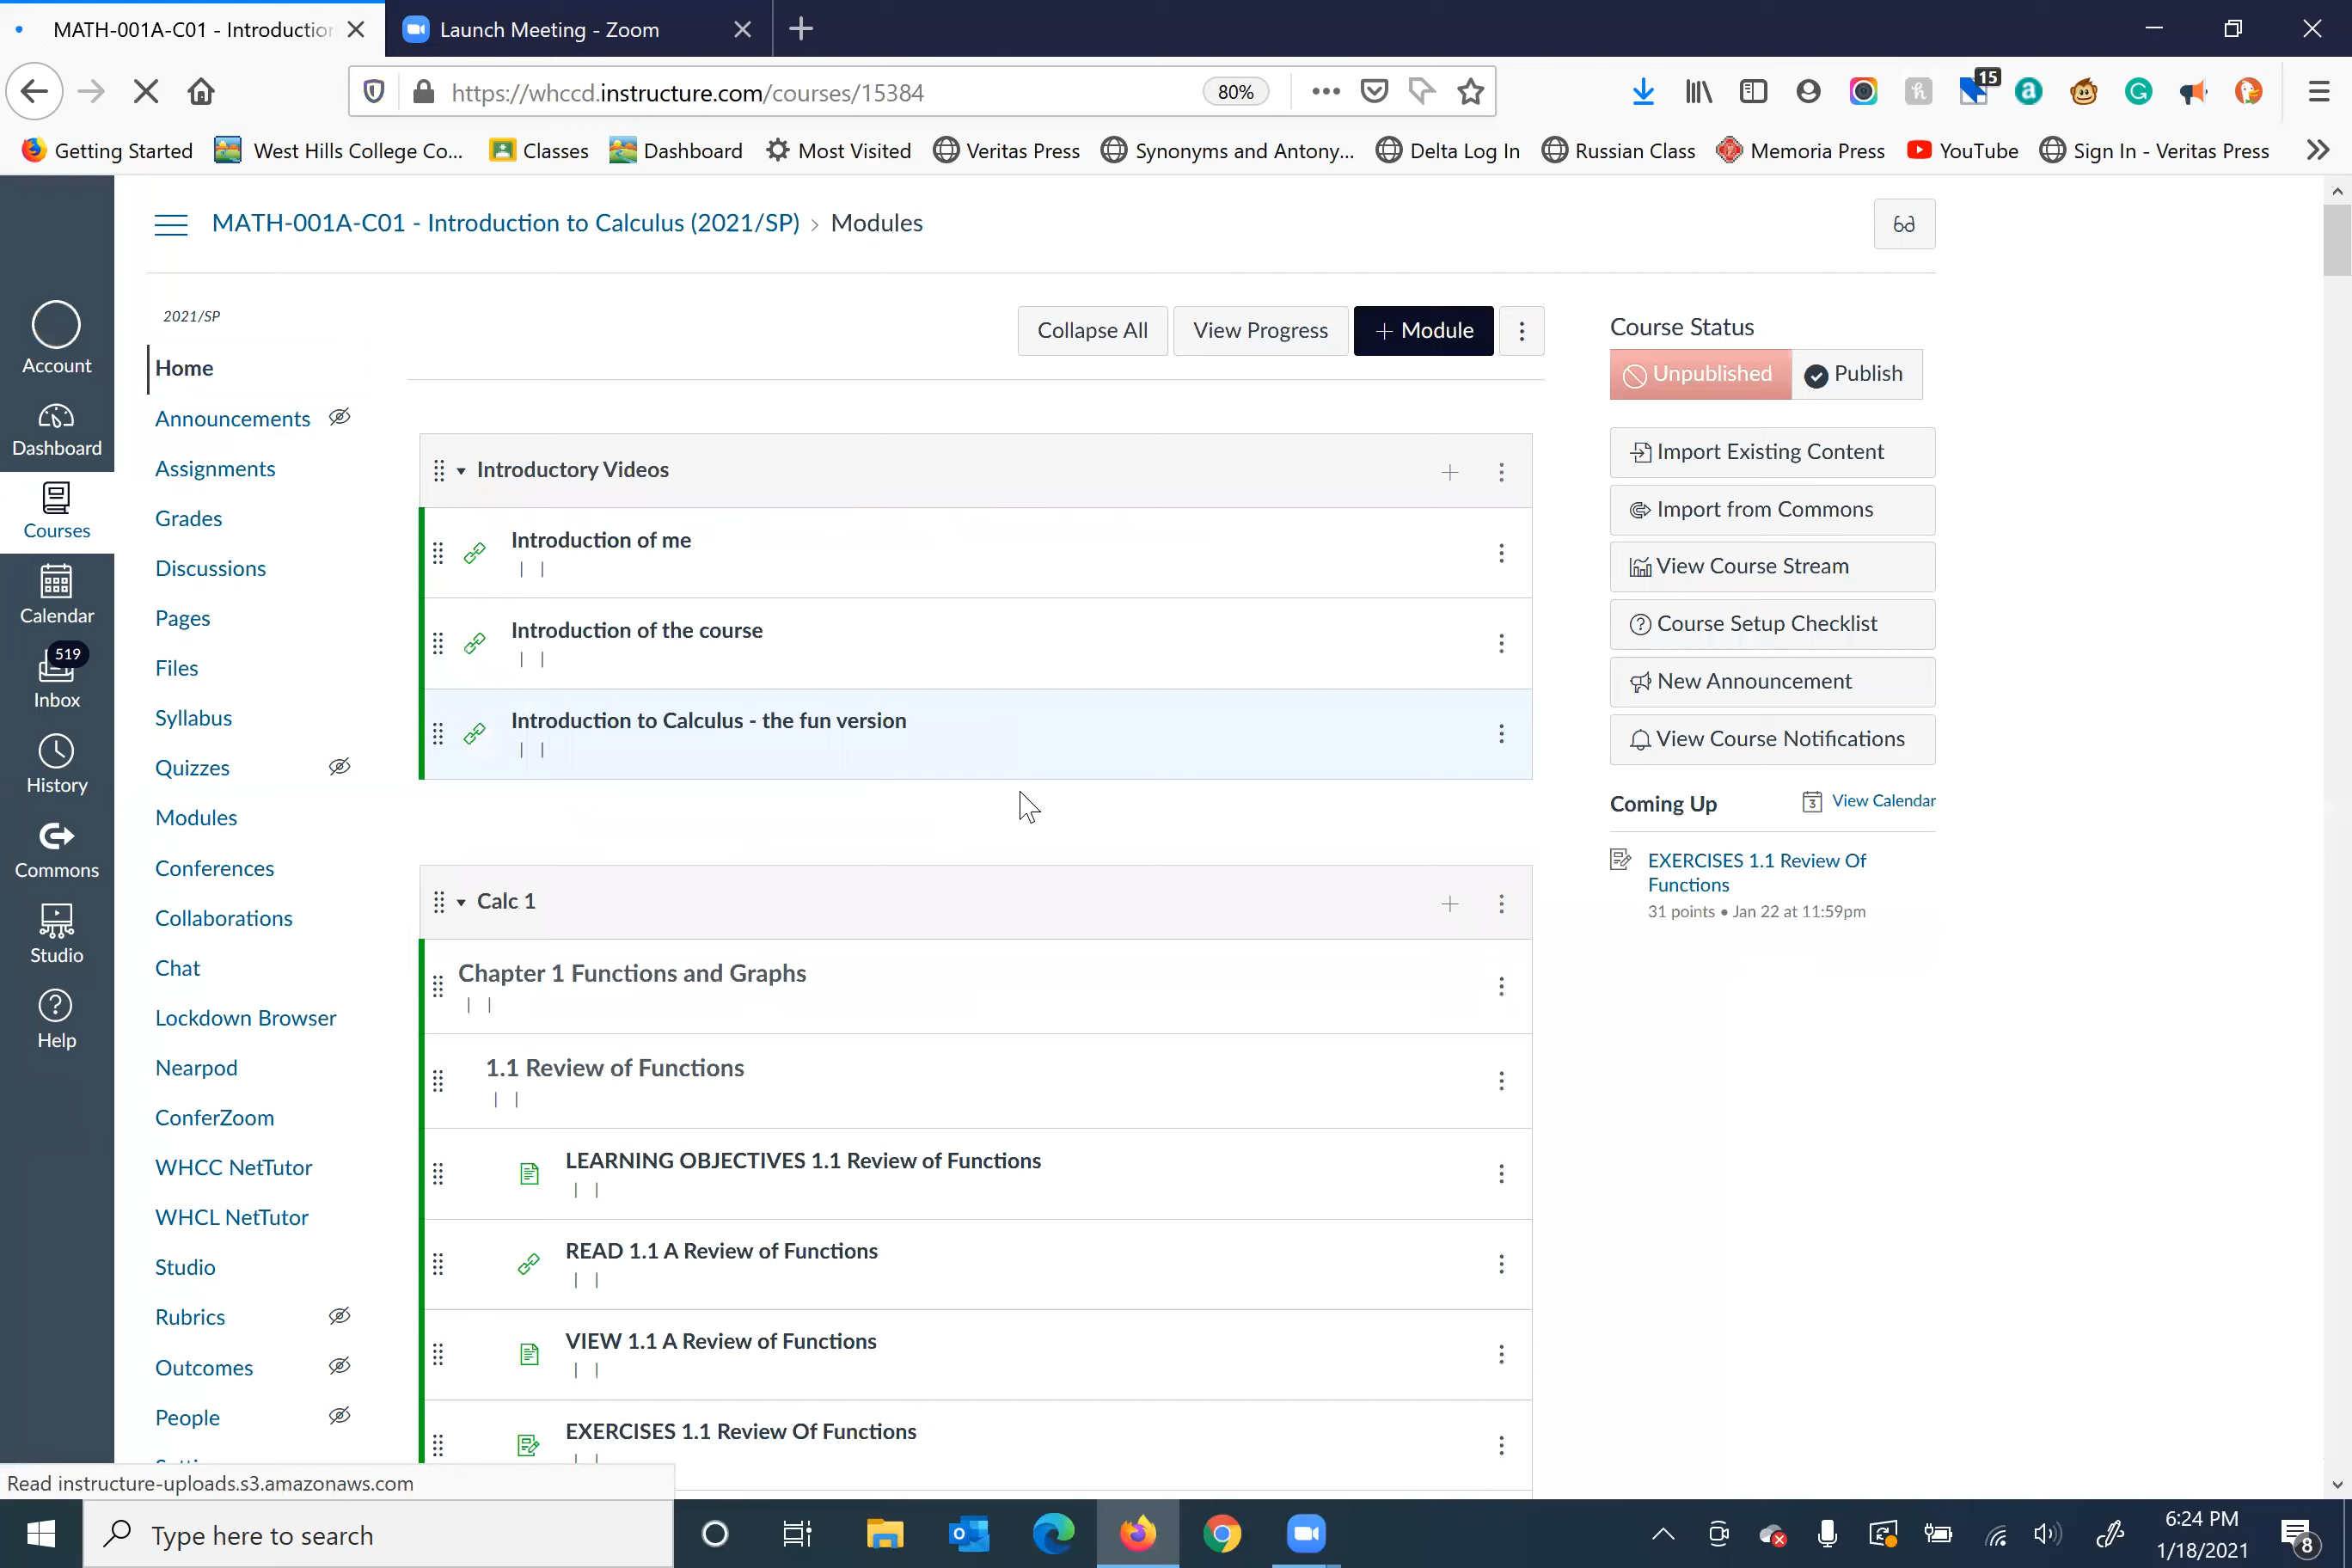 MATH-001A-C01 - Introduction
Launch Meeting - Zoom
https://whccd.instructure.com/courses/15384
80%
15
Getting Started
West Hills College Co...
Classes
Dashboard
Most Visited
Veritas Press
Synonyms and Antony...
Delta Log In
Russian Class
Memoria Press
YouTube
Sign In - Veritas Press
MATH-001A-C01 - Introduction to Calculus (2021/SP) > Modules
Account
Dashboard
Courses
Calendar
519
Inbox
History
Commons
Studio
Help
2021/SP
Home
Announcements
Assignments
Grades
Discussions
Pages
Files
Syllabus
Quizzes
Modules
Conferences
Collaborations
Chat
Lockdown Browser
Nearpod
ConferZoom
WHCC NetTutor
WHCL NetTutor
Studio
Rubrics
Outcomes
People
Collapse All
View Progress
+ Module
Introductory Videos
Introduction of me
| |
Introduction of the course
| |
Introduction to Calculus - the fun version
| |
Calc 1
Chapter 1 Functions and Graphs
| |
1.1 Review of Functions
| |
LEARNING OBJECTIVES 1.1 Review of Functions
| |
READ 1.1 A Review of Functions
| |
VIEW 1.1 A Review of Functions
| |
EXERCISES 1.1 Review Of Functions
Course Status
Unpublished
Publish
Import Existing Content
Import from Commons
View Course Stream
Course Setup Checklist
New Announcement
View Course Notifications
Coming Up
3
View Calendar
EXERCISES 1.1 Review Of
Functions
31 points • Jan 22 at 11:59pm
Read instructure-uploads.s3.amazonaws.com
Type here to search
6:24 PM
1/18/2021
8